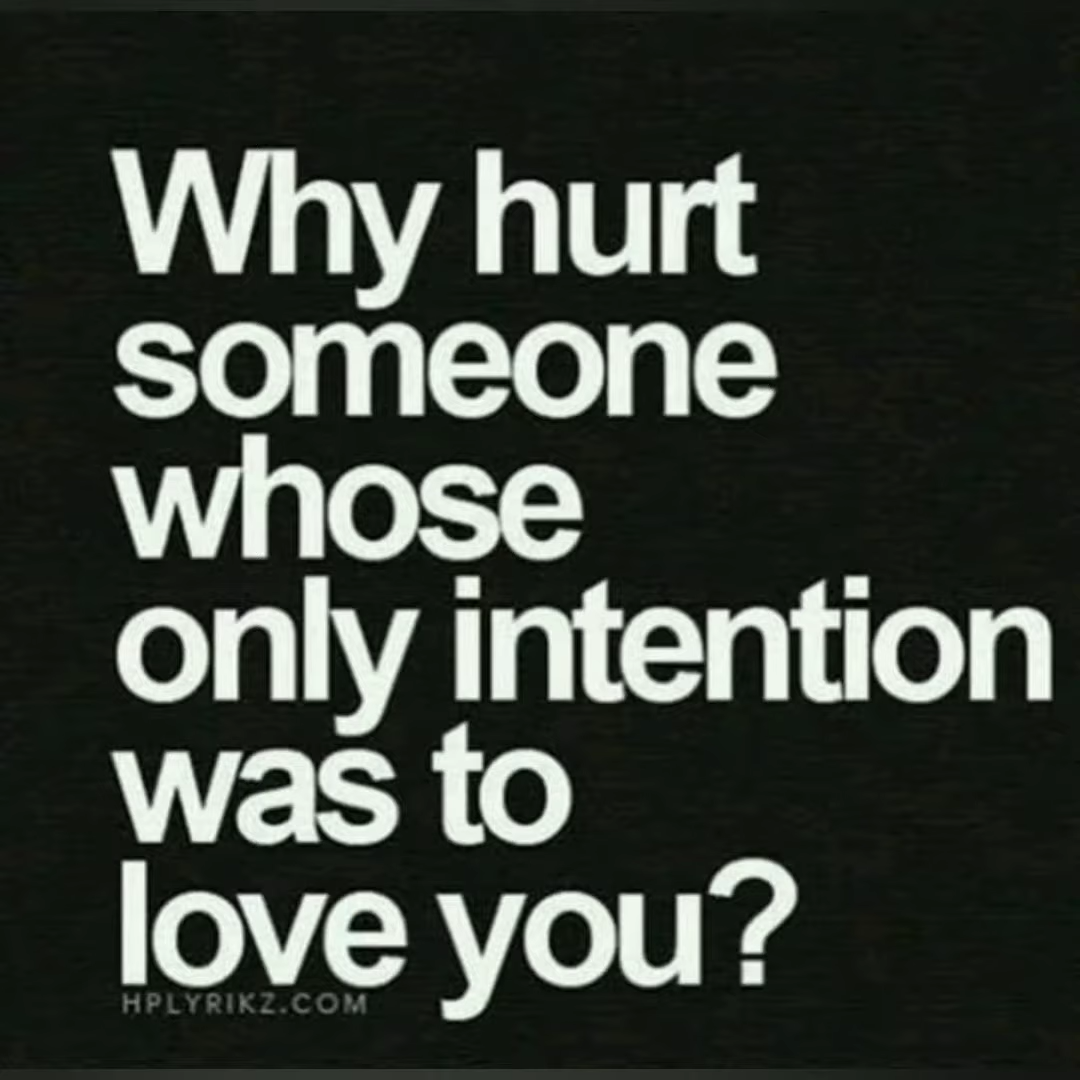 Why hurt
someone
whose
only intention
was to
love you?
HPLYRIKZ.COM